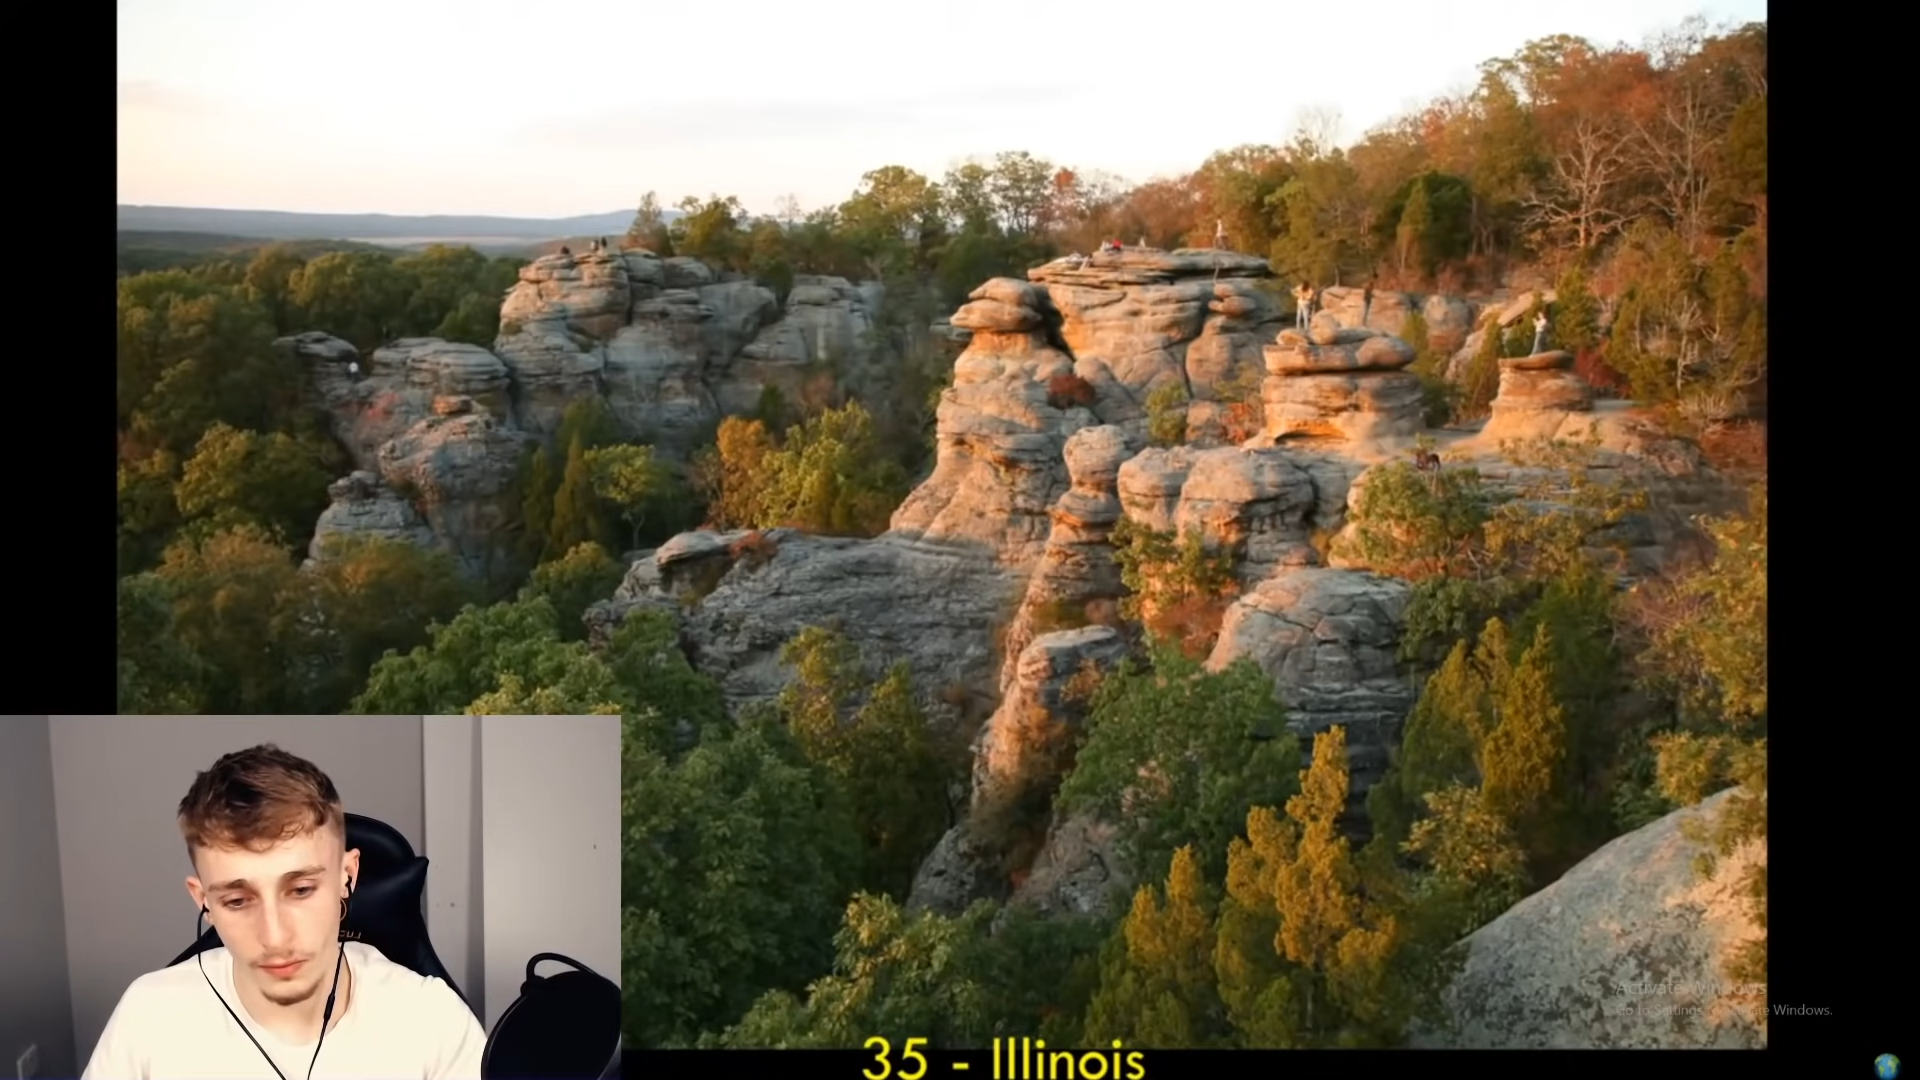 Activate Windows
Go to Settings to activate Windows.
35 - Illinois